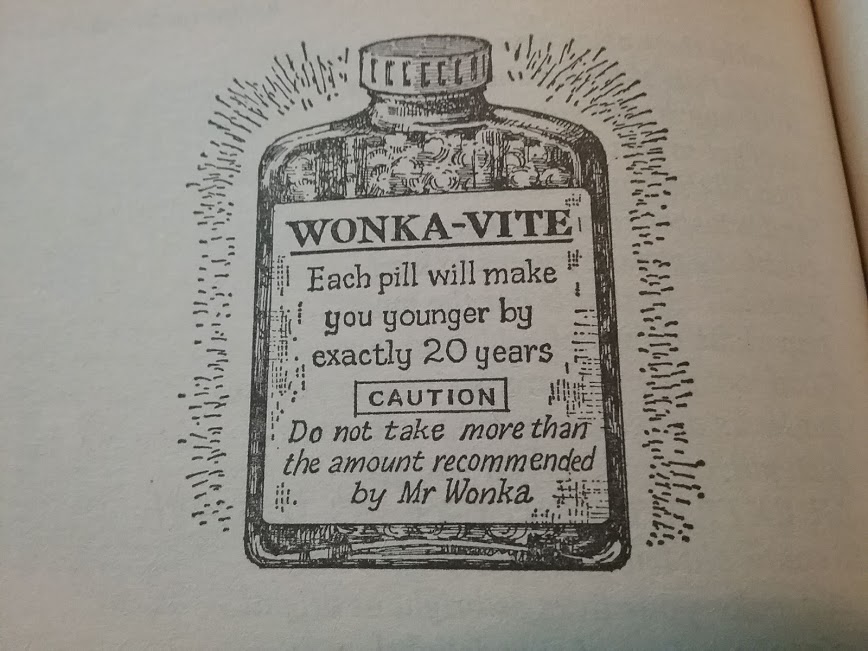 WONKA-VITE
Each pill will make
you younger by
exactly 20 years
CAUTION
Do not take more than
the amount recommended
by Mr Wonka